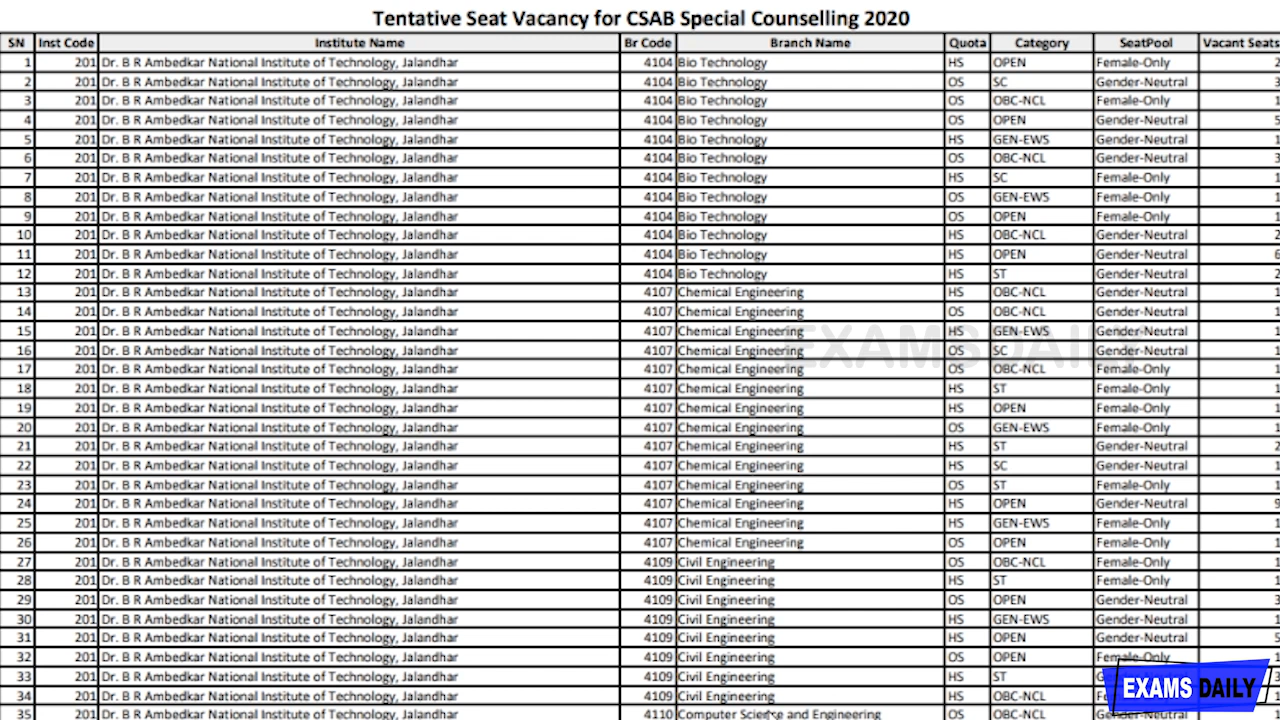 Tentative Seat Vacancy for CSAB Special Counselling 2020
SN Inst Code Institute Name Br Code Branch Name Quota Category SeatPool Vacant Seats
1 201 Dr. B R Ambedkar National Institute of Technology, Jalandhar 4104 Bio Technology HS OPEN Female-Only 2
2 201 Dr. B R Ambedkar National Institute of Technology, Jalandhar 4104 Bio Technology OS SC Gender-Neutral 3
3 201 Dr. B R Ambedkar National Institute of Technology, Jalandhar 4104 Bio Technology OS OBC-NCL Female-Only 1
4 201 Dr. B R Ambedkar National Institute of Technology, Jalandhar 4104 Bio Technology OS OPEN Gender-Neutral 5
5 201 Dr. B R Ambedkar National Institute of Technology, Jalandhar 4104 Bio Technology HS GEN-EWS Gender-Neutral 1
6 201 Dr. B R Ambedkar National Institute of Technology, Jalandhar 4104 Bio Technology OS OBC-NCL Gender-Neutral 3
7 201 Dr. B R Ambedkar National Institute of Technology, Jalandhar 4104 Bio Technology HS SC Female-Only 1
8 201 Dr. B R Ambedkar National Institute of Technology, Jalandhar 4104 Bio Technology OS GEN-EWS Gender-Neutral 1
9 201 Dr. B R Ambedkar National Institute of Technology, Jalandhar 4104 Bio Technology OS OPEN Female-Only 1
10 201 Dr. B R Ambedkar National Institute of Technology, Jalandhar 4104 Bio Technology HS OBC-NCL Gender-Neutral 2
11 201 Dr. B R Ambedkar National Institute of Technology, Jalandhar 4104 Bio Technology HS OPEN Gender-Neutral 6
12 201 Dr. B R Ambedkar National Institute of Technology, Jalandhar 4104 Bio Technology HS ST Gender-Neutral 2
13 201 Dr. B R Ambedkar National Institute of Technology, Jalandhar 4107 Chemical Engineering HS OBC-NCL Gender-Neutral 1
14 201 Dr. B R Ambedkar National Institute of Technology, Jalandhar 4107 Chemical Engineering OS OBC-NCL Gender-Neutral 1
15 201 Dr. B R Ambedkar National Institute of Technology, Jalandhar 4107 Chemical Engineering HS GEN-EWS Gender-Neutral 1
16 201 Dr. B R Ambedkar National Institute of Technology, Jalandhar 4107 Chemical Engineering OS SC Gender-Neutral 1
EXAMSDAILY
17 201 Dr. B R Ambedkar National Institute of Technology, Jalandhar 4107 Chemical Engineering OS OBC-NCL Female-Only 1
18 201 Dr. B R Ambedkar National Institute of Technology, Jalandhar 4107 Chemical Engineering HS ST Female-Only 1
19 201 Dr. B R Ambedkar National Institute of Technology, Jalandhar 4107 Chemical Engineering HS OPEN Female-Only 1
20 201 Dr. B R Ambedkar National Institute of Technology, Jalandhar 4107 Chemical Engineering OS GEN-EWS Female-Only 1
21 201 Dr. B R Ambedkar National Institute of Technology, Jalandhar 4107 Chemical Engineering HS ST Gender-Neutral 2
22 201 Dr. B R Ambedkar National Institute of Technology, Jalandhar 4107 Chemical Engineering HS SC Gender-Neutral 1
23 201 Dr. B R Ambedkar National Institute of Technology, Jalandhar 4107 Chemical Engineering OS ST Female-Only 1
24 201 Dr. B R Ambedkar National Institute of Technology, Jalandhar 4107 Chemical Engineering HS OPEN Gender-Neutral 9
25 201 Dr. B R Ambedkar National Institute of Technology, Jalandhar 4107 Chemical Engineering HS GEN-EWS Female-Only 1
26 201 Dr. B R Ambedkar National Institute of Technology, Jalandhar 4107 Chemical Engineering OS OPEN Female-Only 1
27 201 Dr. B R Ambedkar National Institute of Technology, Jalandhar 4109 Civil Engineering OS OBC-NCL Female-Only 1
28 201 Dr. B R Ambedkar National Institute of Technology, Jalandhar 4109 Civil Engineering HS ST Female-Only 1
29 201 Dr. B R Ambedkar National Institute of Technology, Jalandhar 4109 Civil Engineering OS OPEN Gender-Neutral 3
30 201 Dr. B R Ambedkar National Institute of Technology, Jalandhar 4109 Civil Engineering HS GEN-EWS Gender-Neutral 1
31 201 Dr. B R Ambedkar National Institute of Technology, Jalandhar 4109 Civil Engineering HS OPEN Gender-Neutral 5
32 201 Dr. B R Ambedkar National Institute of Technology, Jalandhar 4109 Civil Engineering OS OPEN Female-Only 1
33 201 Dr. B R Ambedkar National Institute of Technology, Jalandhar 4109 Civil Engineering HS ST 3
34 201 Dr. B R Ambedkar National Institute of Technology, Jalandhar 4109 Civil Engineering HS OBC-NCL 1
EXAMS DAILY
35 201 Dr. B R Ambedkar National Institute of Technology, Jalandhar 4110 Computer Science and Engineering OS OBC-NCL Gender-Neutral 1